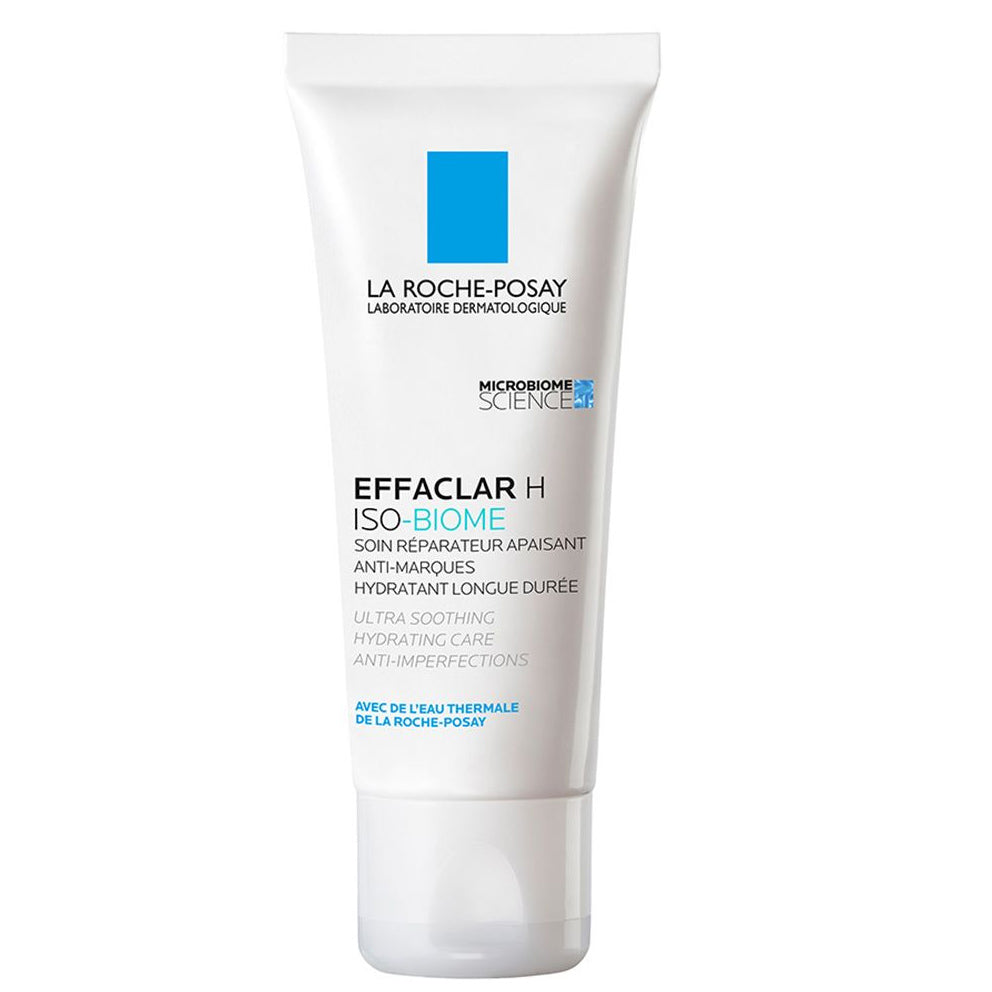 LA ROCHE-POSAY
LABORATOIRE DERMATOLOGIQUE
MICROBIOME
SCIENCE
EFFACLAR H
ISO-BIOME
SOIN RÉPARATEUR APAISANT
ANTI-MARQUES
HYDRATANT LONGUE DURÉE
ULTRA SOOTHING
HYDRATING CARE
ANTI-IMPERFECTIONS
AVEC DE L'EAU THERMALE
DE LA ROCHE-POSAY